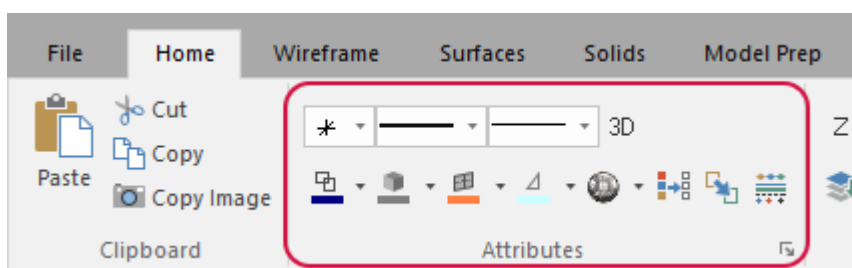 File Home Wireframe Surfaces Solids Model Prep
Cut
3D
Z
Copy
Paste
Copy Image
Clipboard
Attributes